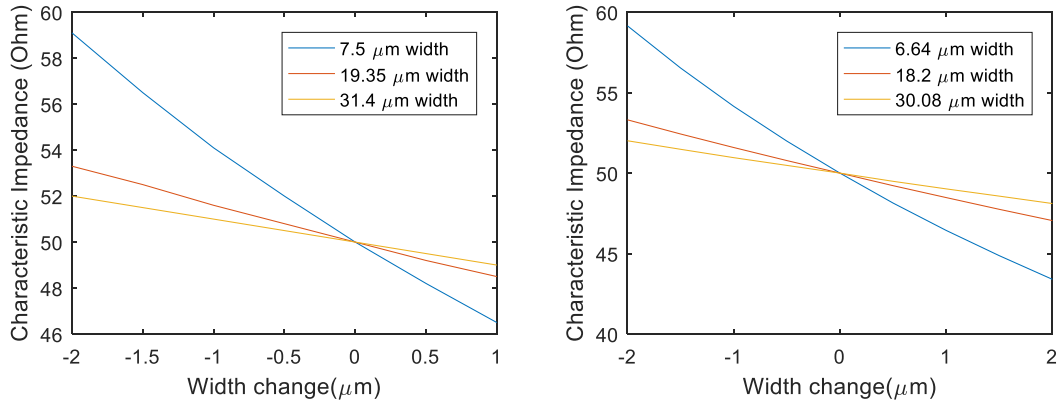 60
58
56
54
52
50
48
46
-2
-1.5
-1
-0.5
0
0.5
1
Characteristic Impedance (Ohm)
Width change(μm)
7.5 μm width
19.35 μm width
31.4 μm width
60
55
50
45
40
-2
-1
0
1
2
Characteristic Impedance (Ohm)
Width change(μm)
6.64 μm width
18.2 μm width
30.08 μm width